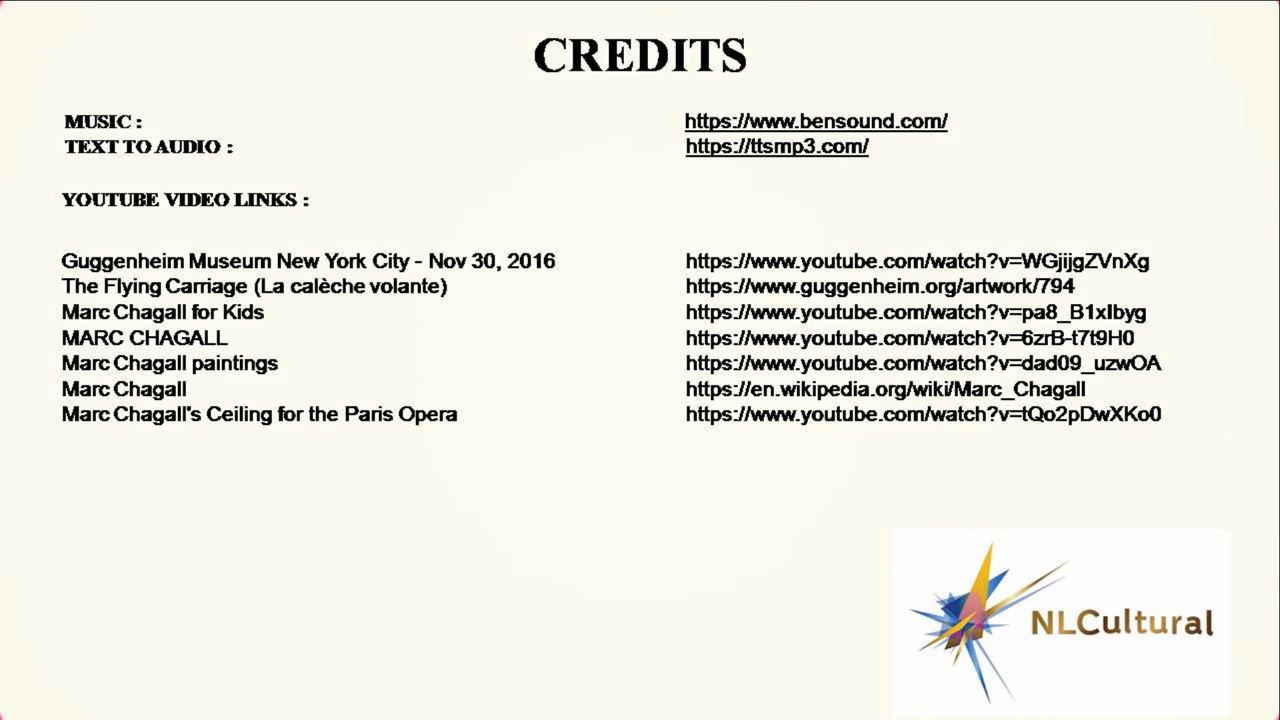 CREDITS
MUSIC : https://www.bensound.com/
TEXT TO AUDIO : https://ttsmp3.com/
YOUTUBE VIDEO LINKS :
Guggenheim Museum New York City - Nov 30, 2016 https://www.youtube.com/watch?v=WGjijgZVnXg
The Flying Carriage (La calèche volante) https://www.guggenheim.org/artwork/794
Marc Chagall for Kids https://www.youtube.com/watch?v=pa8_B1xIbyg
MARC CHAGALL https://www.youtube.com/watch?v=6zrB-t7t9H0
Marc Chagall paintings https://www.youtube.com/watch?v=dad09_uzwOA
Marc Chagall https://en.wikipedia.org/wiki/Marc_Chagall
Marc Chagall's Ceiling for the Paris Opera https://www.youtube.com/watch?v=tQo2pDwXKo0
NLCultural